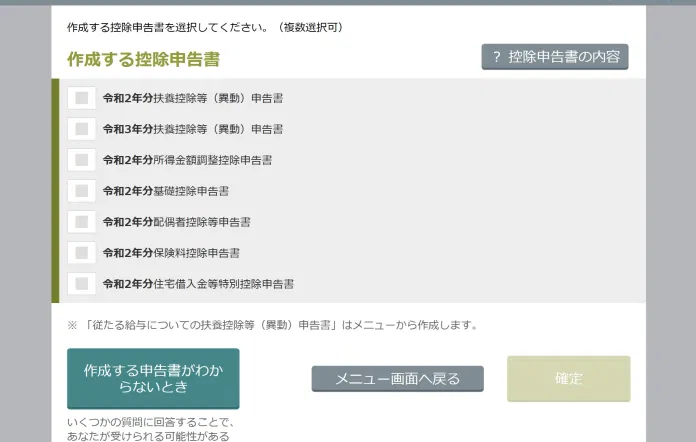 作成する控除申告書を選択してください。（複数選択可）
作成する控除申告書
? 控除申告書の内容
令和2年分扶養控除等（異動）申告書
令和3年分扶養控除等（異動）申告書
令和2年分所得金額調整控除申告書
令和2年分基礎控除申告書
令和2年分配偶者控除等申告書
令和2年分保険料控除申告書
令和2年分住宅借入金等特別控除申告書
※ 「従たる給与についての扶養控除等（異動）申告書」はメニューから作成します。
作成する申告書がわか
らないとき
メニュー画面へ戻る
確定
いくつかの質問に回答することで、
あなたが受けられる可能性がある